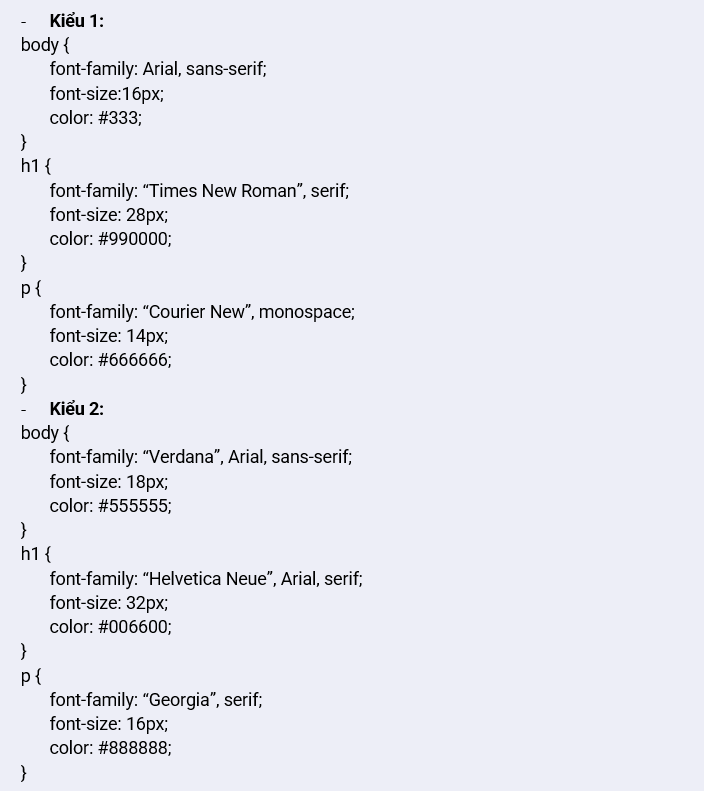 - Kiểu 1:
body {
font-family: Arial, sans-serif;
font-size:16px;
color: #333;
}
h1 {
font-family: “Times New Roman”, serif;
font-size: 28px;
color: #990000;
}
p {
font-family: “Courier New”, monospace;
font-size: 14px;
color: #666666;
}
- Kiểu 2:
body {
font-family: “Verdana”, Arial, sans-serif;
font-size: 18px;
color: #555555;
}
h1 {
font-family: “Helvetica Neue”, Arial, serif;
font-size: 32px;
color: #006600;
}
p {
font-family: “Georgia”, serif;
font-size: 16px;
color: #888888;
}